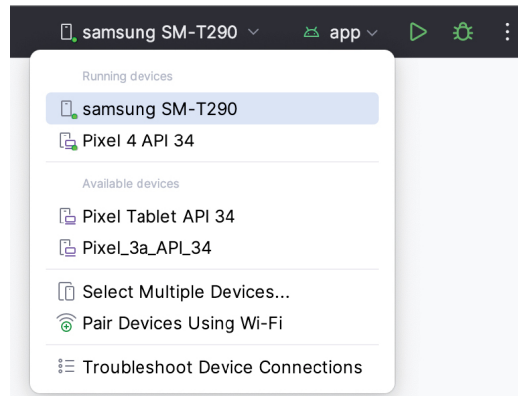 samsung SM-T290 app
Running devices
samsung SM-T290
Pixel 4 API 34
Available devices
Pixel Tablet API 34
Pixel_3a_API_34
Select Multiple Devices...
Pair Devices Using Wi-Fi
Troubleshoot Device Connections